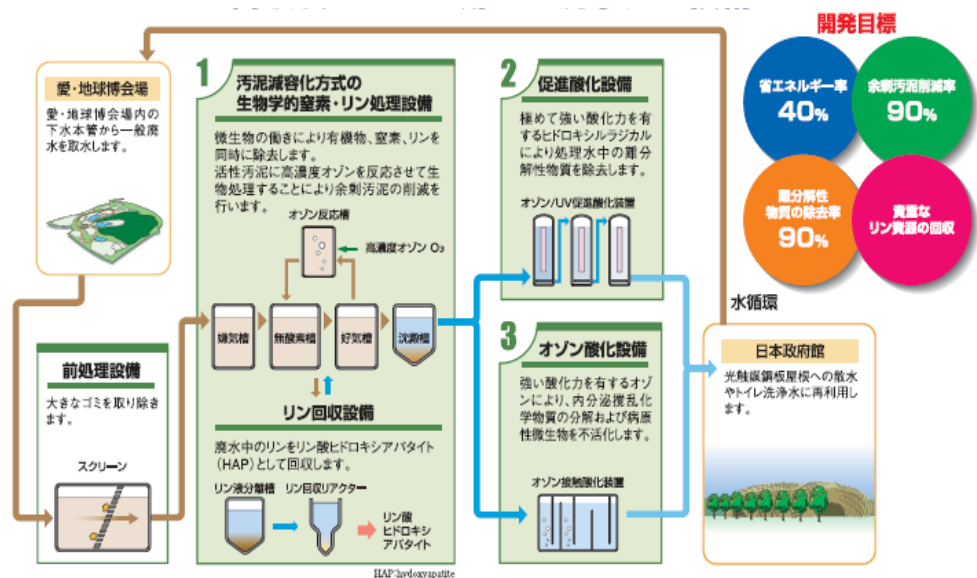 開発目標
省エネルギー率
40%
余剰汚泥削減率
90%
難分解性
物質の除去率
90%
貴重な
リン資源の回収
愛・地球博会場
愛・地球博会場内の
下水本管から一般廃
水を取水します。
前処理設備
大きなゴミを取り除き
ます。
スクリーン
1
汚泥減容化方式の
生物学的窒素・リン処理設備
微生物の働きにより有機物、窒素、リンを
同時に除去します。
活性汚泥に高濃度オゾンを反応させて生
物処理することにより余剰汚泥の削減を
行います。
オゾン反応槽
高濃度オゾン O₃
嫌気槽
無酸素槽
好気槽
沈澱槽
リン回収設備
廃水中のリンをリン酸ヒドロキシアパタイト
(HAP)として回収します。
リン液分離槽
リン回収リアクター
リン酸
ヒドロキシ
アパタイト
HAP:hydoxyapatite
2
促進酸化設備
極めて強い酸化力を有
するヒドロキシルラジカル
により処理水中の難分
解性物質を除去します。
オゾン/UV促進酸化装置
3
オゾン酸化設備
強い酸化力を有するオゾ
ンにより、内分泌撹乱化
学物質の分解および病原
性微生物を不活化します。
オゾン接触酸化装置
水循環
日本政府館
光触媒鋼板屋根への散水
やトイレ洗浄水に再利用し
ます。